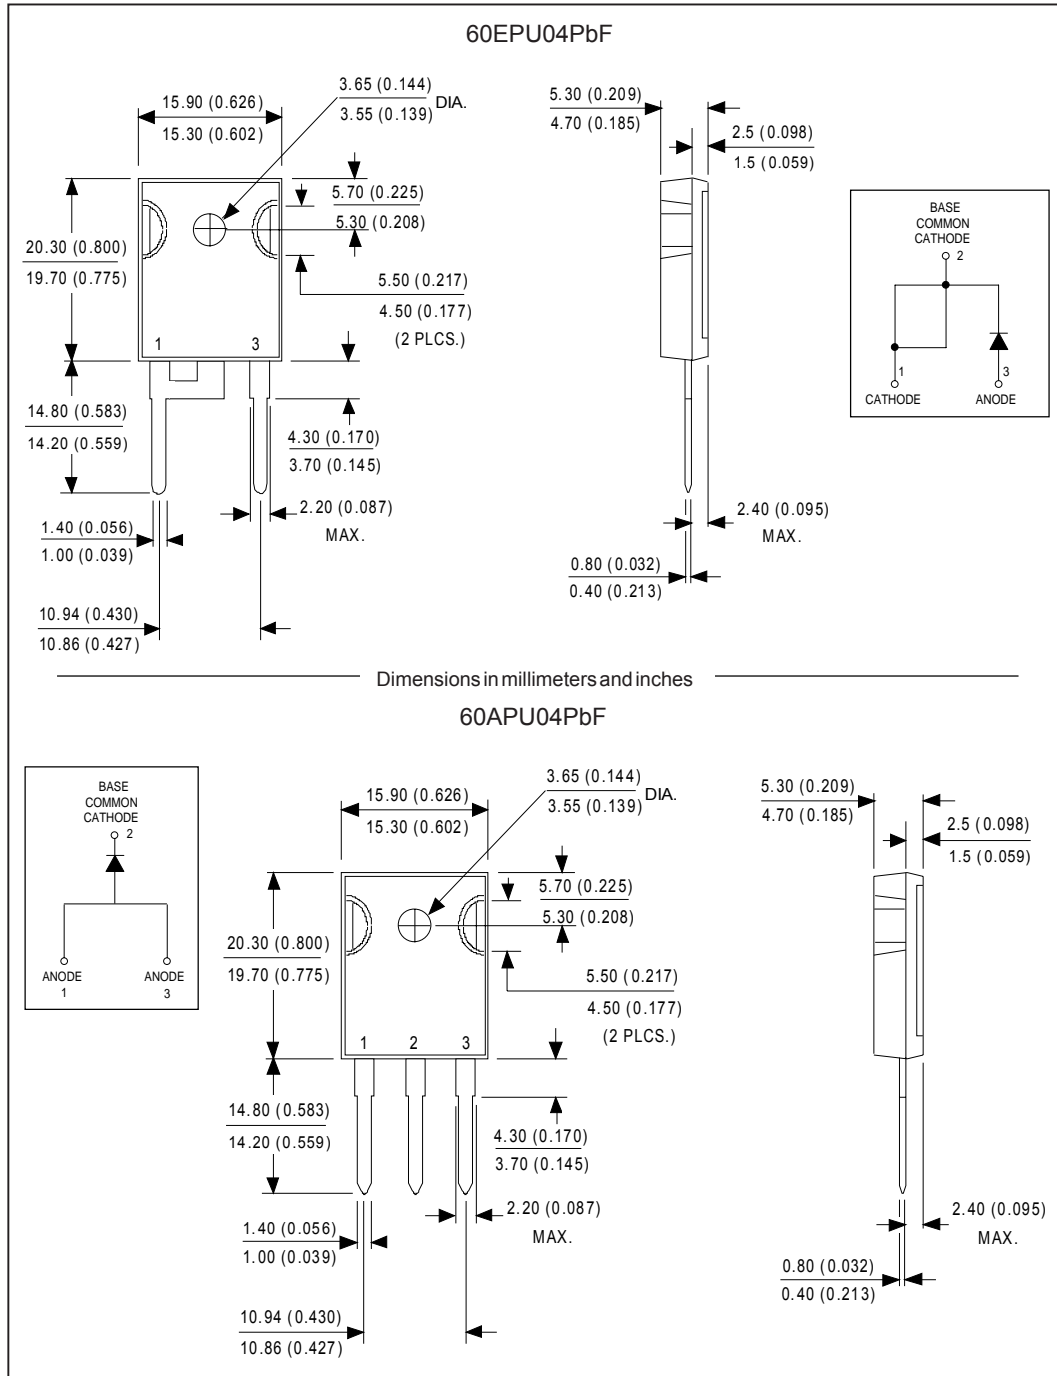 60EPU04PbF
15.90 (0.626)
15.30 (0.602)
3.65 (0.144)
3.55 (0.139)
DIA.
5.30 (0.209)
4.70 (0.185)
2.5 (0.098)
1.5 (0.059)
5.70 (0.225)
5.30 (0.208)
20.30 (0.800)
19.70 (0.775)
5.50 (0.217)
4.50 (0.177)
(2 PLCS.)
1 3
BASE
COMMON
CATHODE
2
1
3
CATHODE
ANODE
14.80 (0.583)
14.20 (0.559)
4.30 (0.170)
3.70 (0.145)
2.20 (0.087)
MAX.
1.40 (0.056)
1.00 (0.039)
2.40 (0.095)
MAX.
0.80 (0.032)
0.40 (0.213)
10.94 (0.430)
10.86 (0.427)
Dimensions in millimeters and inches
60APU04PbF
BASE
COMMON
CATHODE
2
ANODE
1
ANODE
3
15.90 (0.626)
15.30 (0.602)
3.65 (0.144)
3.55 (0.139)
DIA.
5.30 (0.209)
4.70 (0.185)
2.5 (0.098)
1.5 (0.059)
5.70 (0.225)
5.30 (0.208)
20.30 (0.800)
19.70 (0.775)
5.50 (0.217)
4.50 (0.177)
(2 PLCS.)
1 2 3
14.80 (0.583)
14.20 (0.559)
4.30 (0.170)
3.70 (0.145)
2.20 (0.087)
MAX.
1.40 (0.056)
1.00 (0.039)
2.40 (0.095)
MAX.
0.80 (0.032)
0.40 (0.213)
10.94 (0.430)
10.86 (0.427)